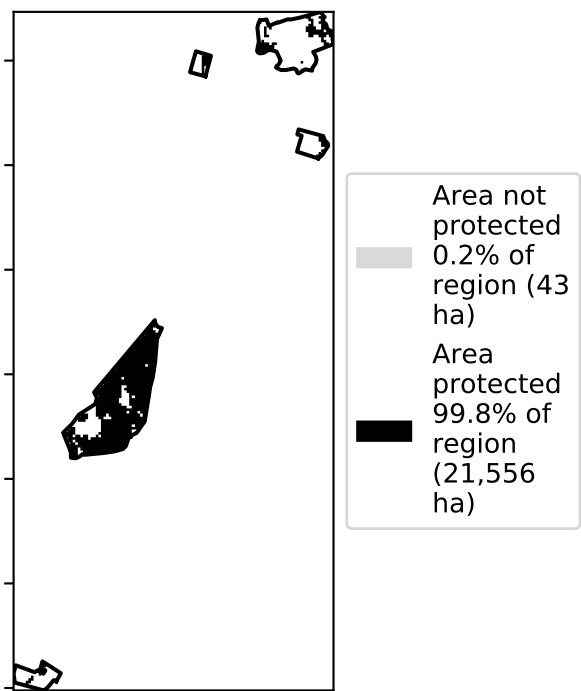 Area not
protected
0.2% of
region (43
ha)
Area
protected
99.8% of
region
(21,556
ha)